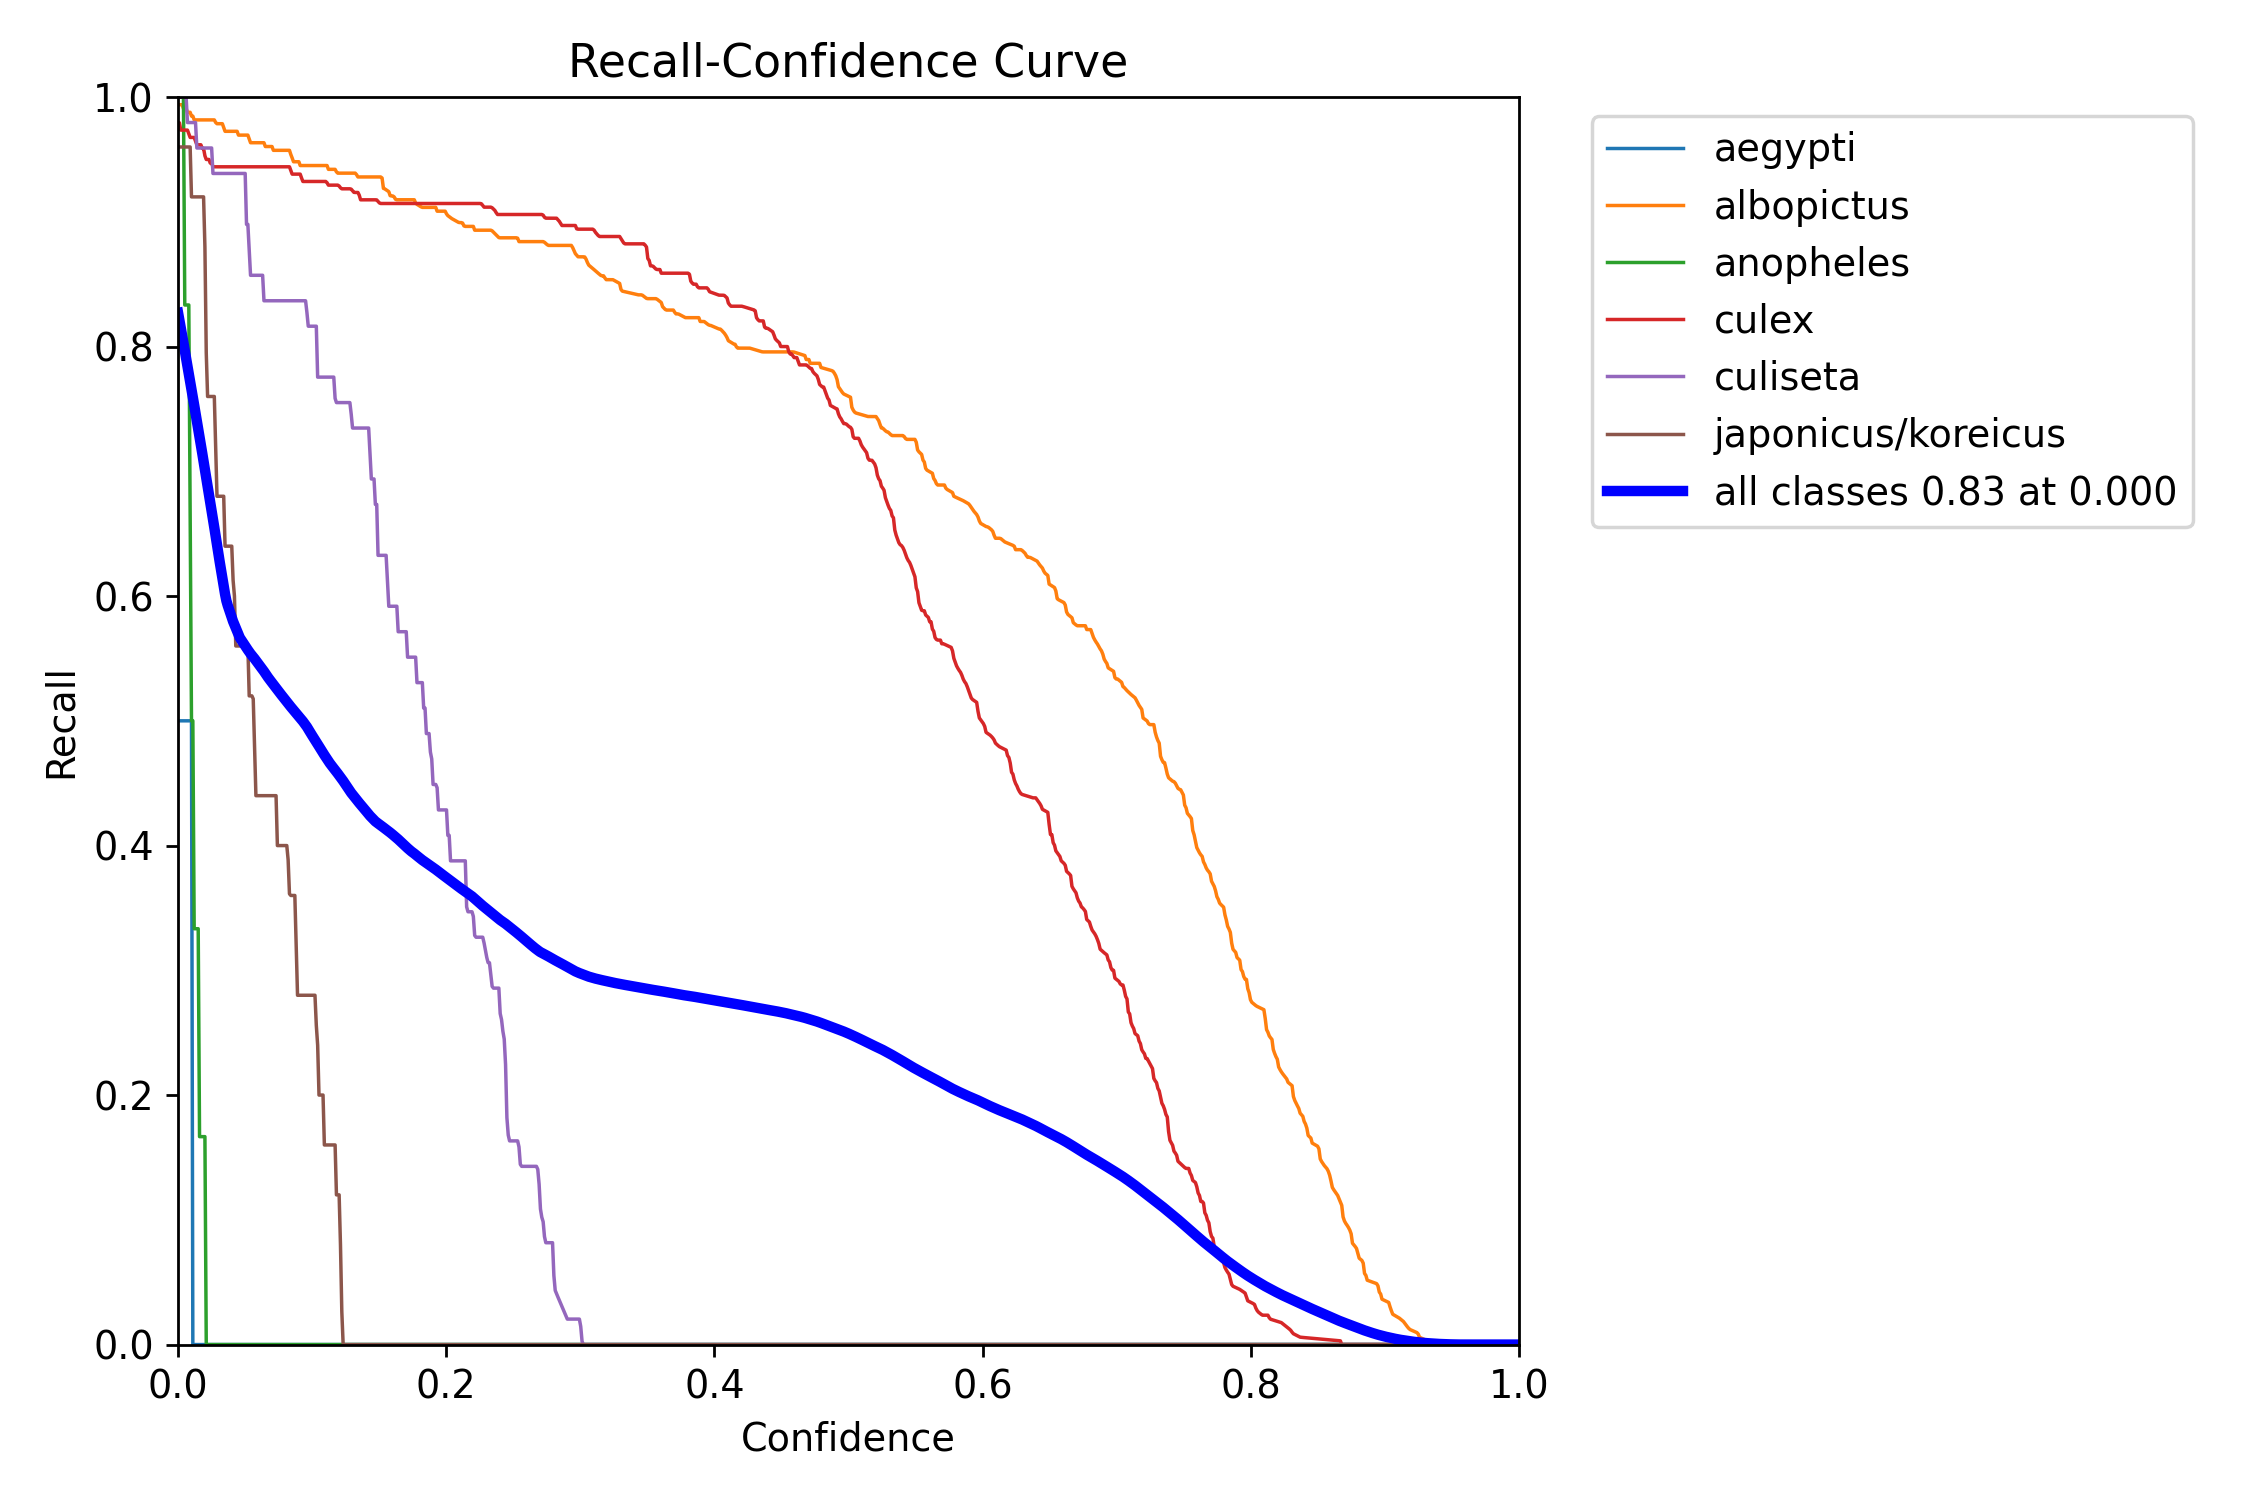 Recall-Confidence Curve
1.0
0.8
0.6
0.4
0.2
0.0
Recall
0.0 0.2 0.4 0.6 0.8 1.0
Confidence
aegypti
albopictus
anopheles
culex
culiseta
japonicus/koreicus
all classes 0.83 at 0.000